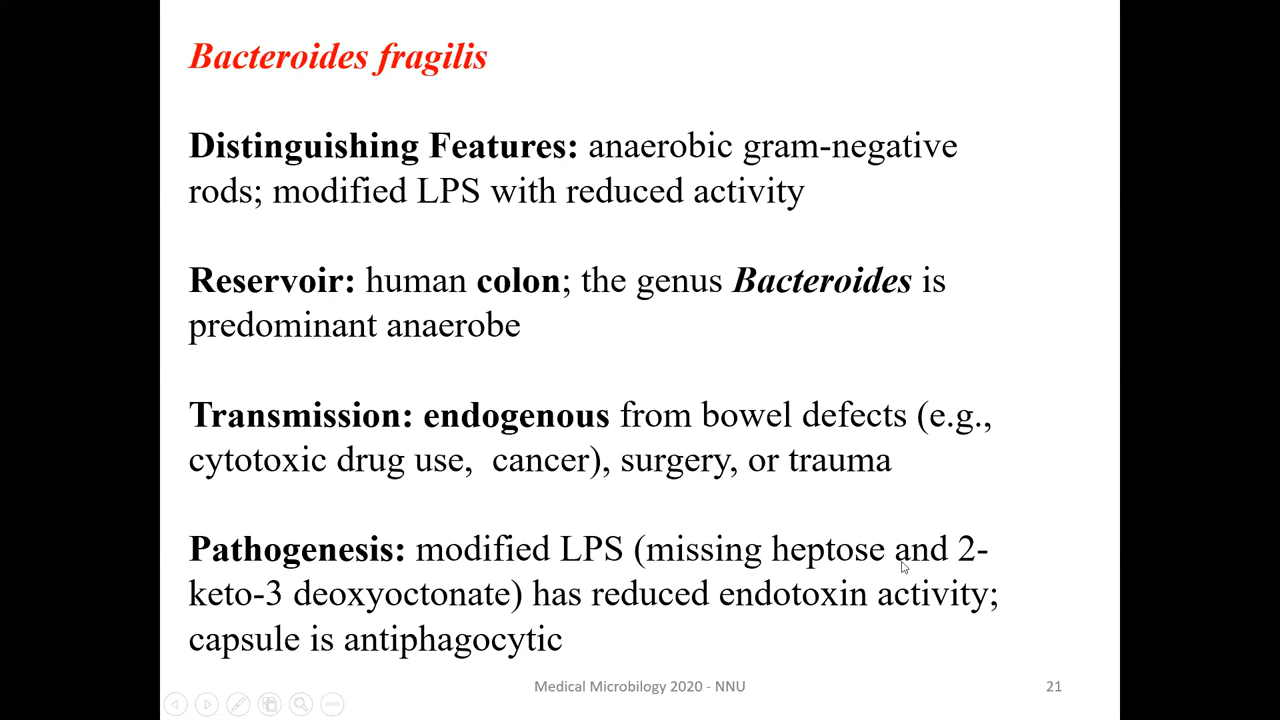 Bacteroides fragilis
Distinguishing Features: anaerobic gram-negative
rods; modified LPS with reduced activity
Reservoir: human colon; the genus Bacteroides is
predominant anaerobe
Transmission: endogenous from bowel defects (e.g.,
cytotoxic drug use, cancer), surgery, or trauma
Pathogenesis: modified LPS (missing heptose and 2-
keto-3 deoxyoctonate) has reduced endotoxin activity;
capsule is antiphagocytic
Medical Microbilogy 2020 - NNU
21